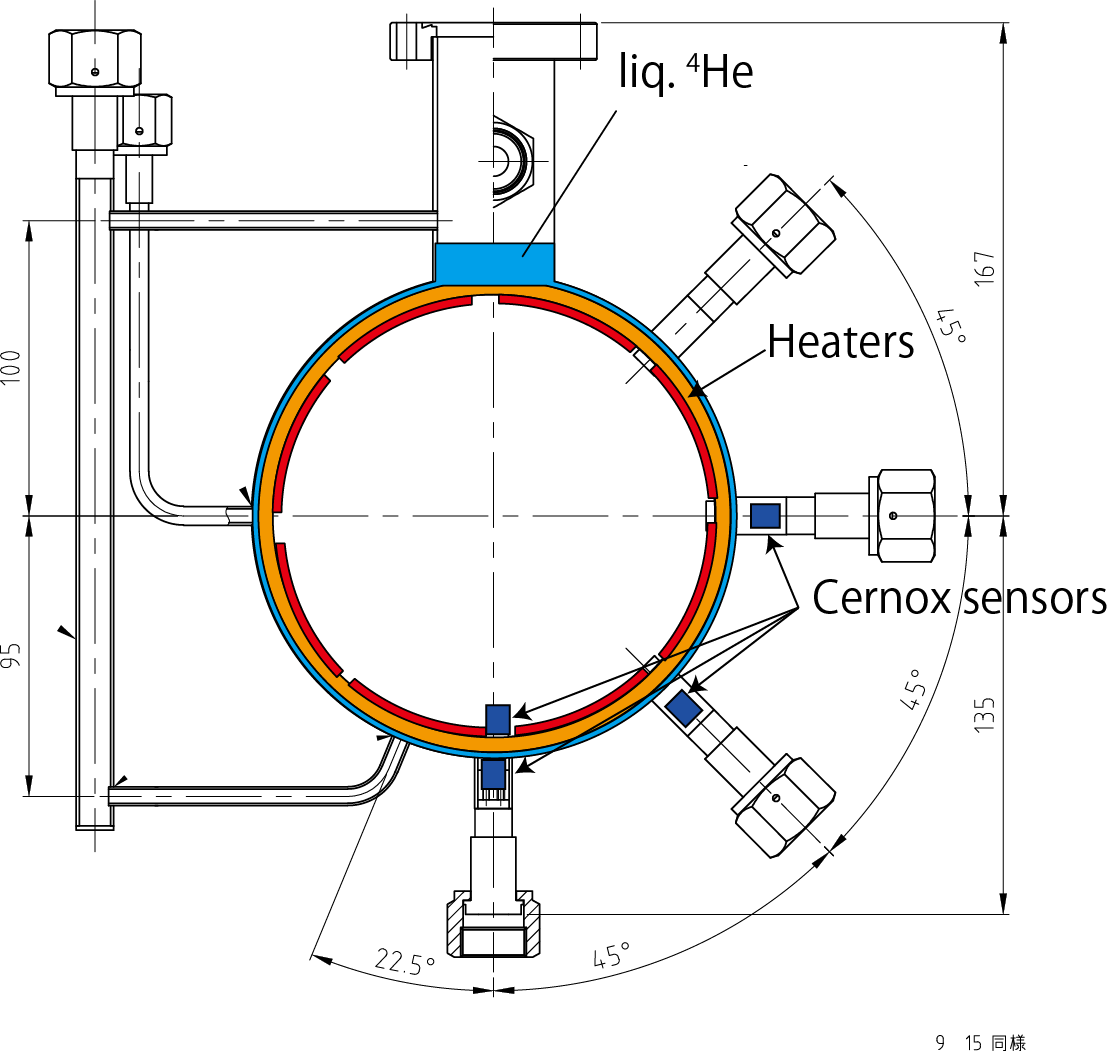 liq. ⁴He
167
45°
Heaters
100
Cernox sensors
95
45°
135
22.5°
45°
9 15 同様